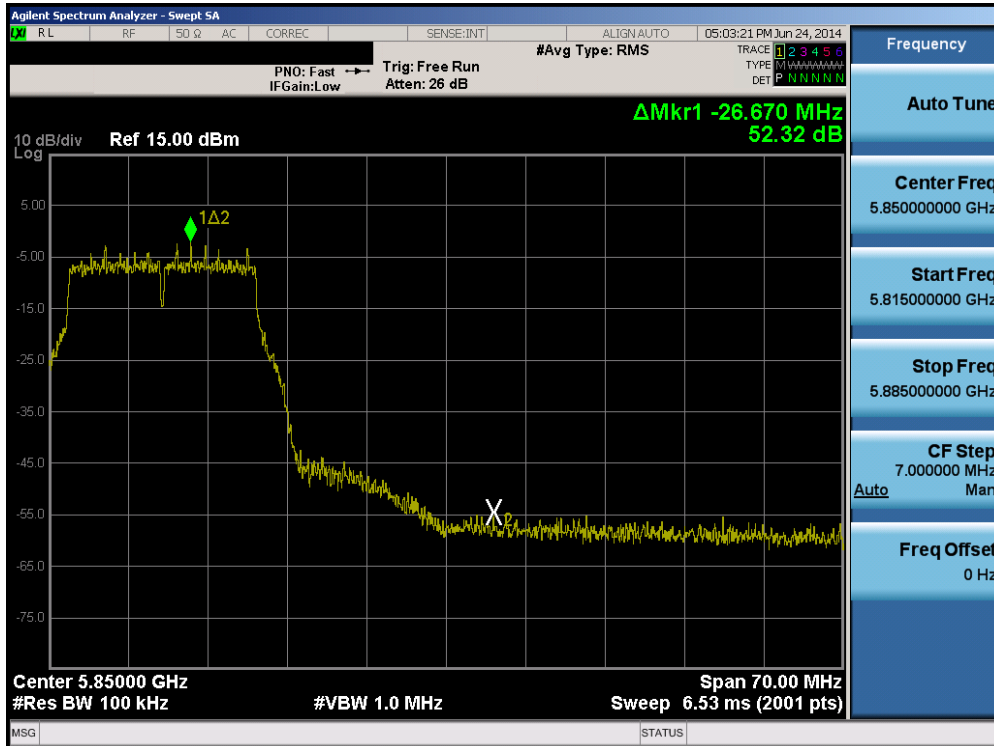 Agilent Spectrum Analyzer - Swept SA
LXI RL RF 50 Ω AC CORREC SENSE:INT ALIGN AUTO 05:03:21 PM Jun 24, 2014
#Avg Type: RMS
TRACE 1 2 3 4 5 6
PNO: Fast Trig: Free Run
TYPE M WWWWW
IFGain:Low Atten: 26 dB
DET P N N N N N
ΔMkr1 -26.670 MHz
52.32 dB
10 dB/div Ref 15.00 dBm
Log
5.00
1Δ2
-5.00
-15.0
-25.0
-35.0
-45.0
-55.0
X2
-65.0
-75.0
Center 5.85000 GHz Span 70.00 MHz
#Res BW 100 kHz #VBW 1.0 MHz Sweep 6.53 ms (2001 pts)
MSG STATUS
Frequency
Auto Tune
Center Freq
5.850000000 GHz
Start Freq
5.815000000 GHz
Stop Freq
5.885000000 GHz
CF Step
7.000000 MHz
Auto Man
Freq Offset
0 Hz